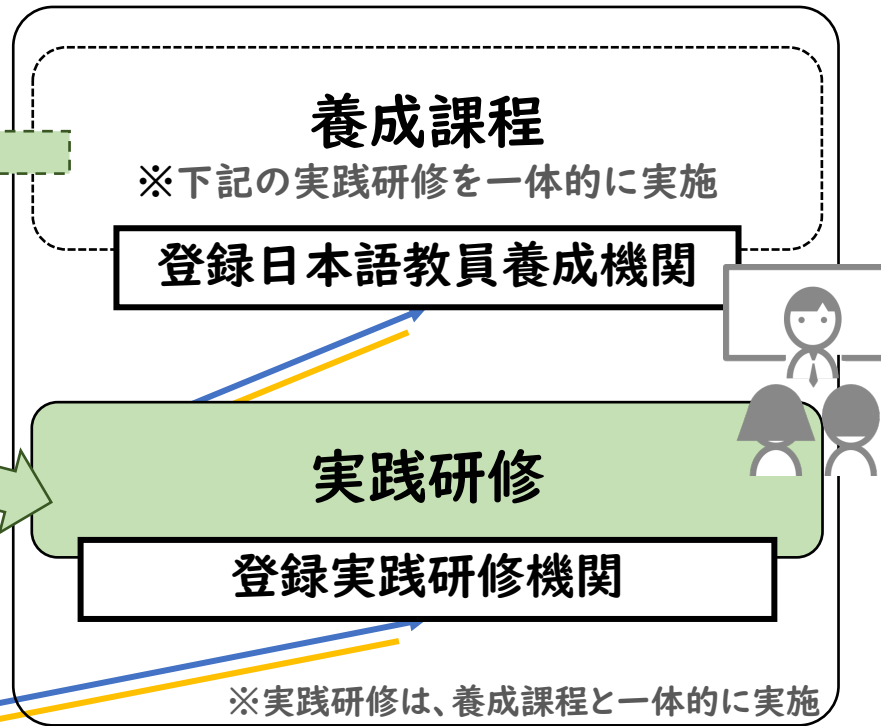 養成課程
※下記の実践研修を一体的に実施
登録日本語教員養成機関
実践研修
登録実践研修機関
※実践研修は、養成課程と一体的に実施